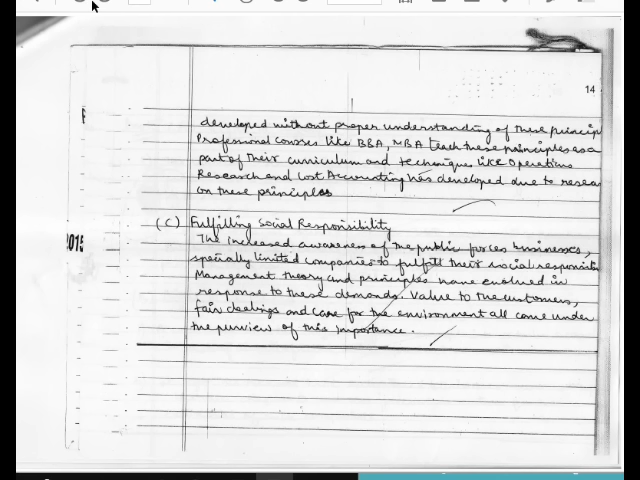 14
developed without proper understanding of these princip
Professional courses like BBA, MBA teach these principles as a
part of their curriculum and techniques like Operations
Research and Cost Accounting has developed due to resea
on these principles
(C) Fulfilling Social Responsibility
The increased awareness of the public forces businesses,
specially limited companies to fulfill their social responsibi
Management theory and principles have evolved in
response to these demands. Value to the customers,
fair dealings and care for the environment all come under
the purview of this importance.
2015